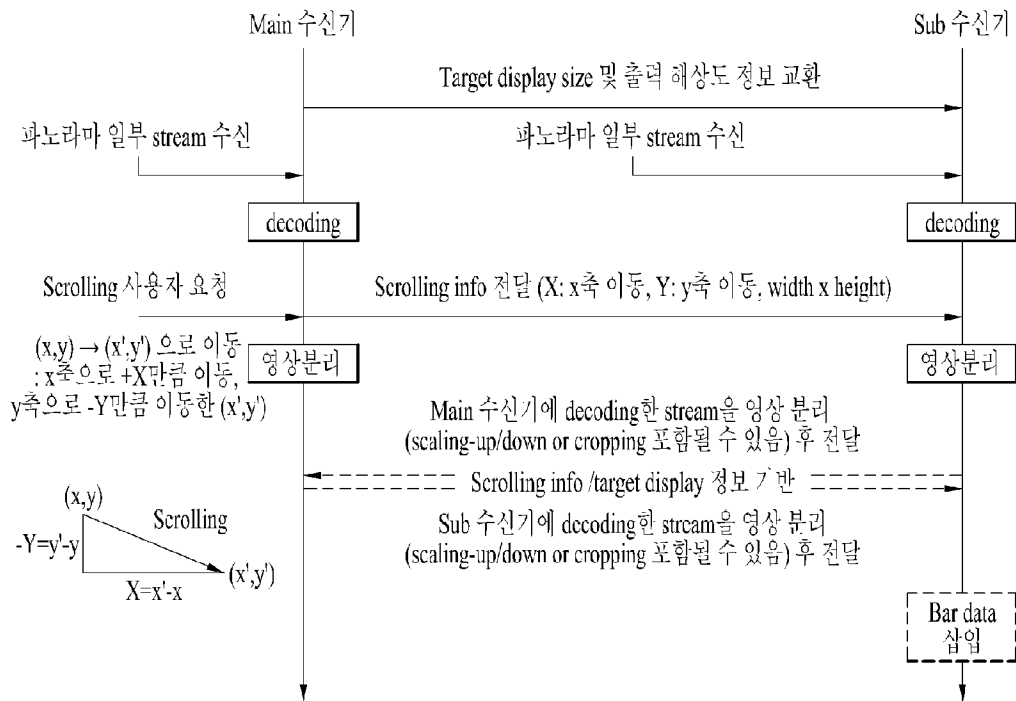 Main 수신기
Sub 수신기
Target display size 및 출력 해상도 정보 교환
파노라마 일부 stream 수신
파노라마 일부 stream 수신
decoding
decoding
Scrolling 사용자 요청
Scrolling info 전달 (X: x축 이동, Y: y축 이동, width x height)
(x,y) → (x',y') 으로 이동
: x축으로 +X만큼 이동,
y축으로 -Y만큼 이동한 (x',y')
영상분리
영상분리
Main 수신기에 decoding한 stream을 영상 분리
(scaling-up/down or cropping 포함될 수 있음) 후 전달
Scrolling info /target display 정보 기반
Sub 수신기에 decoding한 stream을 영상 분리
(scaling-up/down or cropping 포함될 수 있음) 후 전달
(x,y)
Scrolling
-Y=y'-y
(x',y')
X=x'-x
Bar data
삽입